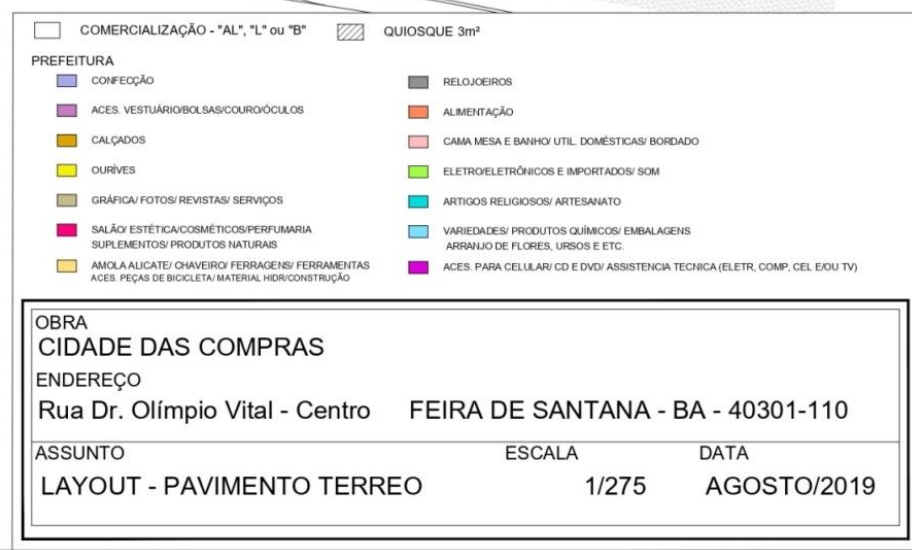 COMERCIALIZAÇÃO - "AL", "L" ou "B"
QUIOSQUE 3m²
PREFEITURA
CONFECÇÃO
ACES. VESTUÁRIO/BOLSAS/COURO/ÓCULOS
CALÇADOS
OURÍVES
GRÁFICA/ FOTOS/ REVISTAS/ SERVIÇOS
SALÃO/ ESTÉTICA/COSMÉTICOS/PERFUMARIA
SUPLEMENTOS/ PRODUTOS NATURAIS
AMOLA ALICATE/ CHAVEIRO/ FERRAGENS/ FERRAMENTAS
ACES. PEÇAS DE BICICLETA/ MATERIAL HIDR/CONSTRUÇÃO
RELOJOEIROS
ALIMENTAÇÃO
CAMA MESA E BANHO/ UTIL. DOMÉSTICAS/ BORDADO
ELETRO/ELETRÔNICOS E IMPORTADOS/ SOM
ARTIGOS RELIGIOSOS/ ARTESANATO
VARIEDADES/ PRODUTOS QUÍMICOS/ EMBALAGENS
ARRANJO DE FLORES, URSOS E ETC.
ACES. PARA CELULAR/ CD E DVD/ ASSISTENCIA TECNICA (ELETR, COMP, CEL E/OU TV)
OBRA
CIDADE DAS COMPRAS
ENDEREÇO
Rua Dr. Olímpio Vital - Centro FEIRA DE SANTANA - BA - 40301-110
ASSUNTO ESCALA DATA
LAYOUT - PAVIMENTO TERREO 1/275 AGOSTO/2019